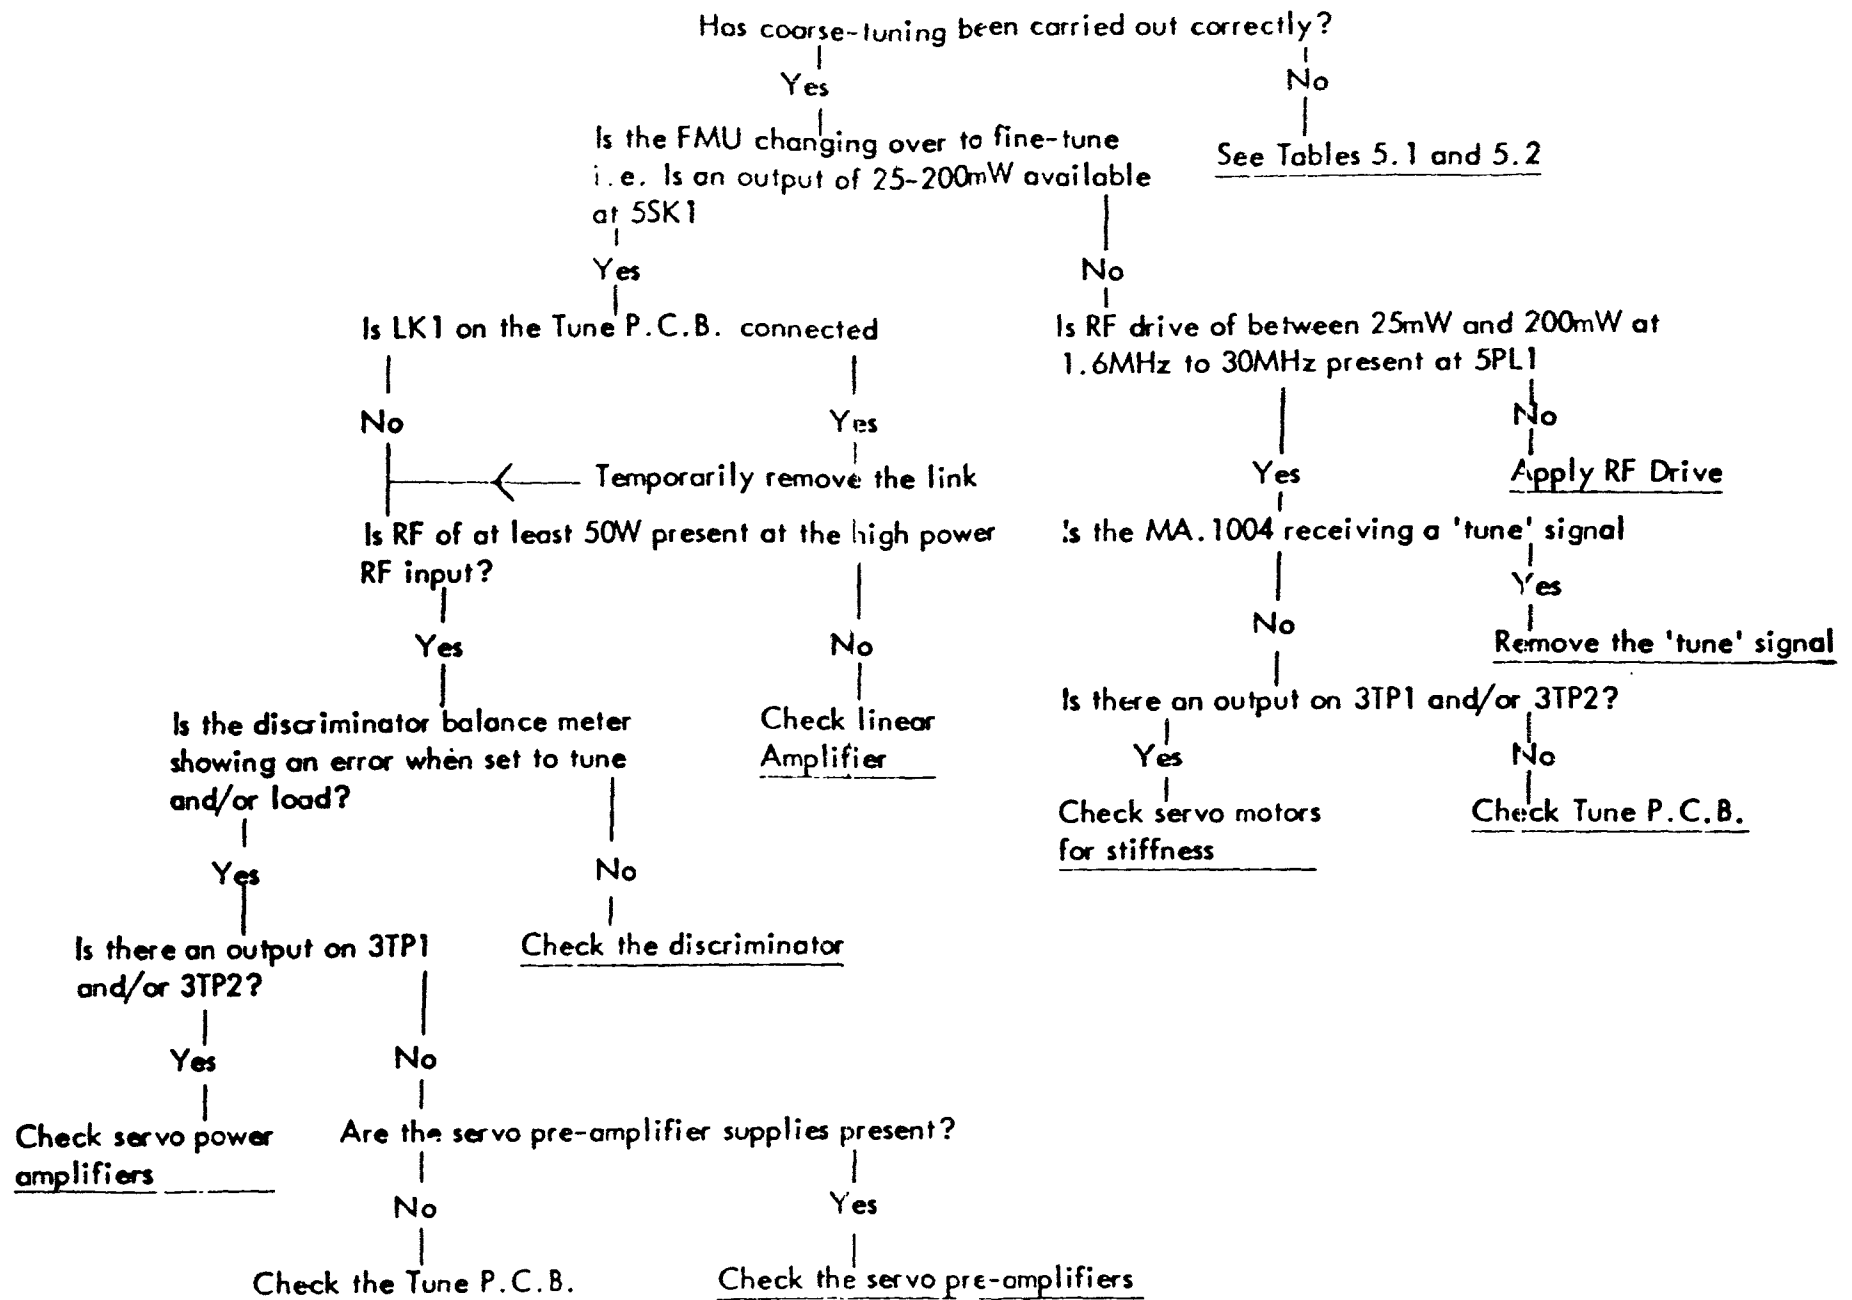 Has coarse-tuning been carried out correctly?
Yes
No
Is the FMU changing over to fine-tune
i.e. Is an output of 25-200mW available
at 5SK1
See Tables 5.1 and 5.2
Yes
No
Is LK1 on the Tune P.C.B. connected
Is RF drive of between 25mW and 200mW at
1.6MHz to 30MHz present at 5PL1
No
Yes
No
Temporarily remove the link
Yes
Apply RF Drive
Is RF of at least 50W present at the high power
RF input?
Is the MA.1004 receiving a 'tune' signal
Yes
No
Yes
No
Remove the 'tune' signal
Is the discriminator balance meter
showing an error when set to tune
and/or load?
Check linear
Amplifier
Is there an output on 3TP1 and/or 3TP2?
Yes
No
Check servo motors
for stiffness
Check Tune P.C.B.
Yes
No
Is there an output on 3TP1
and/or 3TP2?
Check the discriminator
Yes
No
Check servo power
amplifiers
Are the servo pre-amplifier supplies present?
No
Yes
Check the Tune P.C.B.
Check the servo pre-amplifiers